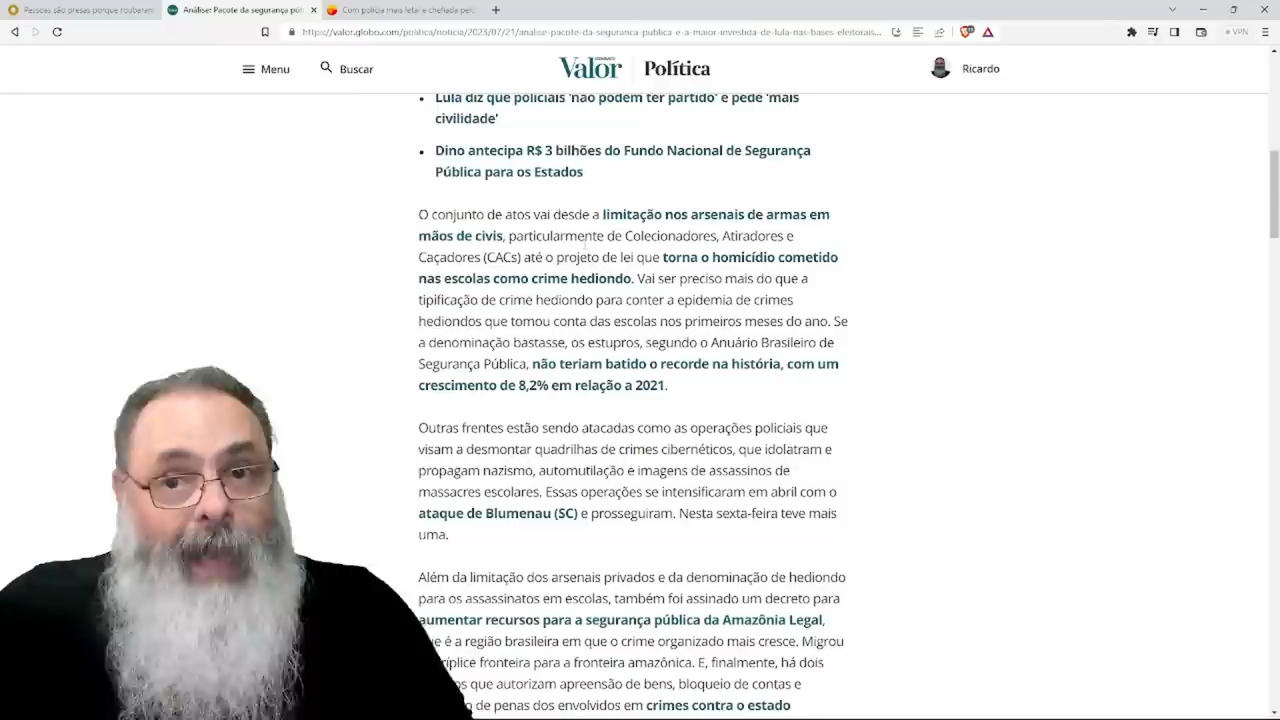 Pessoas são presas porque roubaram
Análise: Pacote da segurança púb
Com polícia mais letal e chefiada pelo
https://valor.globo.com/politica/noticia/2023/07/21/analise-pacote-da-seguranca-publica-e-a-maior-investida-de-lula-nas-bases-eleitorais...
VPN
Menu
Buscar
Valor
Política
Ricardo
• Lula diz que policiais 'não podem ter partido' e pede 'mais
civilidade'
• Dino antecipa R$ 3 bilhões do Fundo Nacional de Segurança
Pública para os Estados
O conjunto de atos vai desde a limitação nos arsenais de armas em
mãos de civis, particularmente de Colecionadores, Atiradores e
Caçadores (CACs) até o projeto de lei que torna o homicídio cometido
nas escolas como crime hediondo. Vai ser preciso mais do que a
tipificação de crime hediondo para conter a epidemia de crimes
hediondos que tomou conta das escolas nos primeiros meses do ano. Se
a denominação bastasse, os estupros, segundo o Anuário Brasileiro de
Segurança Pública, não teriam batido o recorde na história, com um
crescimento de 8,2% em relação a 2021.
Outras frentes estão sendo atacadas como as operações policiais que
visam a desmontar quadrilhas de crimes cibernéticos, que idolatram e
propagam nazismo, automutilação e imagens de assassinos de
massacres escolares. Essas operações se intensificaram em abril com o
ataque de Blumenau (SC) e prosseguiram. Nesta sexta-feira teve mais
uma.
Além da limitação dos arsenais privados e da denominação de hediondo
para os assassinatos em escolas, também foi assinado um decreto para
aumentar recursos para a segurança pública da Amazônia Legal,
e é a região brasileira em que o crime organizado mais cresce. Migrou
ríplice fronteira para a fronteira amazônica. E, finalmente, há dois
os que autorizam apreensão de bens, bloqueio de contas e
o de penas dos envolvidos em crimes contra o estado